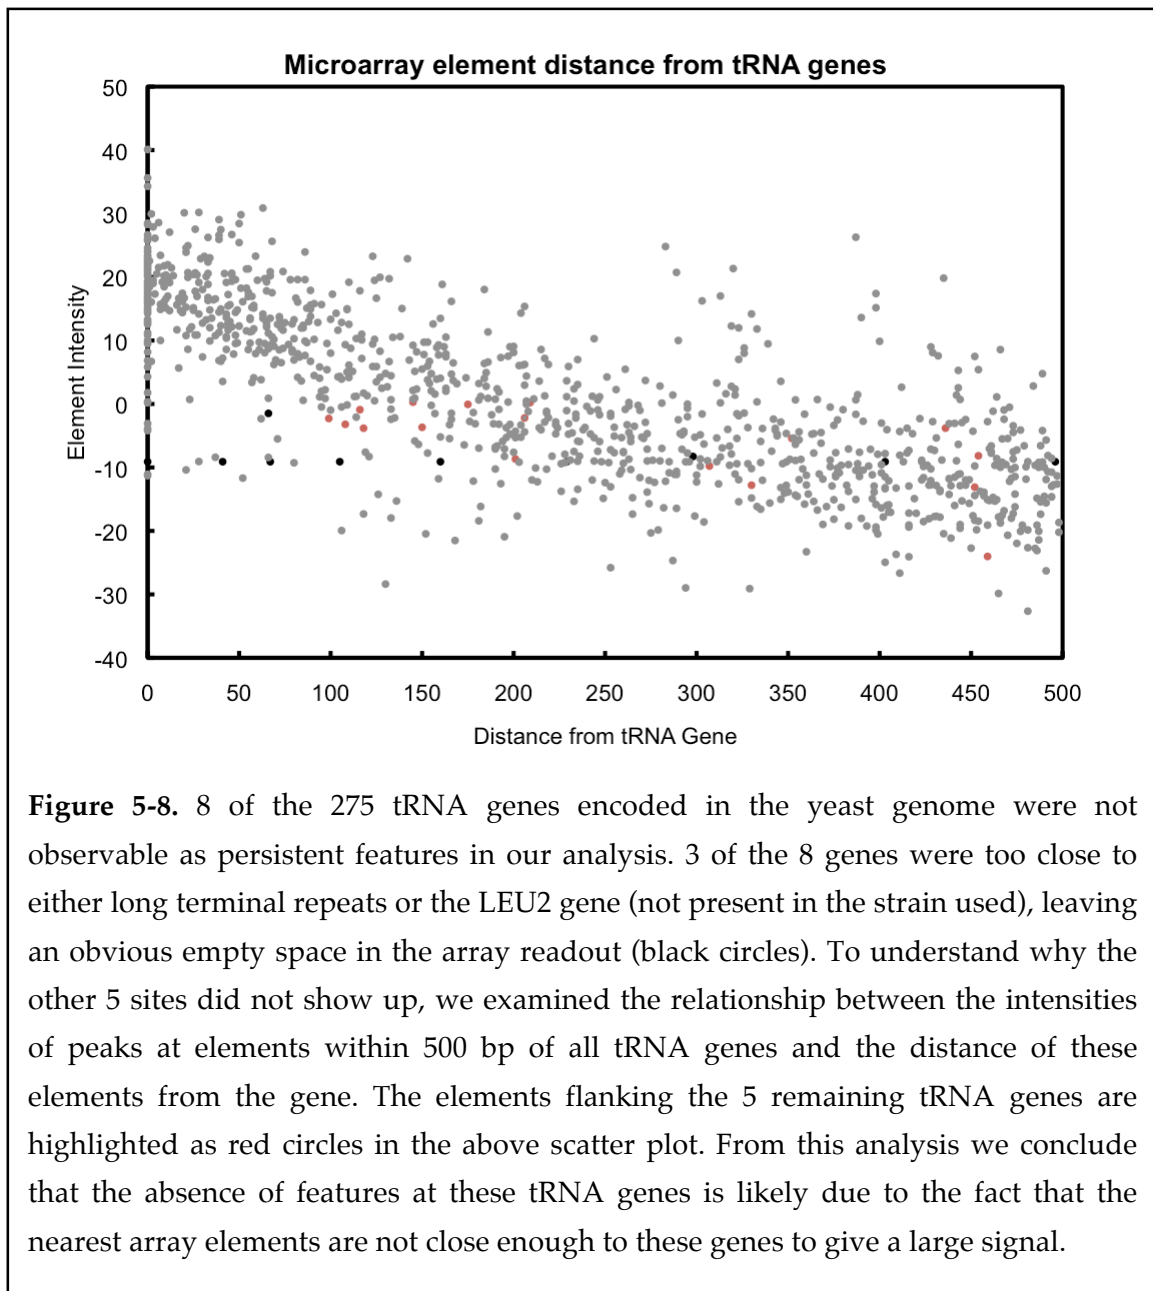 Microarray element distance from tRNA genes
50
40
30
20
10
0
-10
-20
-30
-40
Element Intensity
0 50 100 150 200 250 300 350 400 450 500
Distance from tRNA Gene
Figure 5-8. 8 of the 275 tRNA genes encoded in the yeast genome were not
observable as persistent features in our analysis. 3 of the 8 genes were too close to
either long terminal repeats or the LEU2 gene (not present in the strain used), leaving
an obvious empty space in the array readout (black circles). To understand why the
other 5 sites did not show up, we examined the relationship between the intensities
of peaks at elements within 500 bp of all tRNA genes and the distance of these
elements from the gene. The elements flanking the 5 remaining tRNA genes are
highlighted as red circles in the above scatter plot. From this analysis we conclude
that the absence of features at these tRNA genes is likely due to the fact that the
nearest array elements are not close enough to these genes to give a large signal.